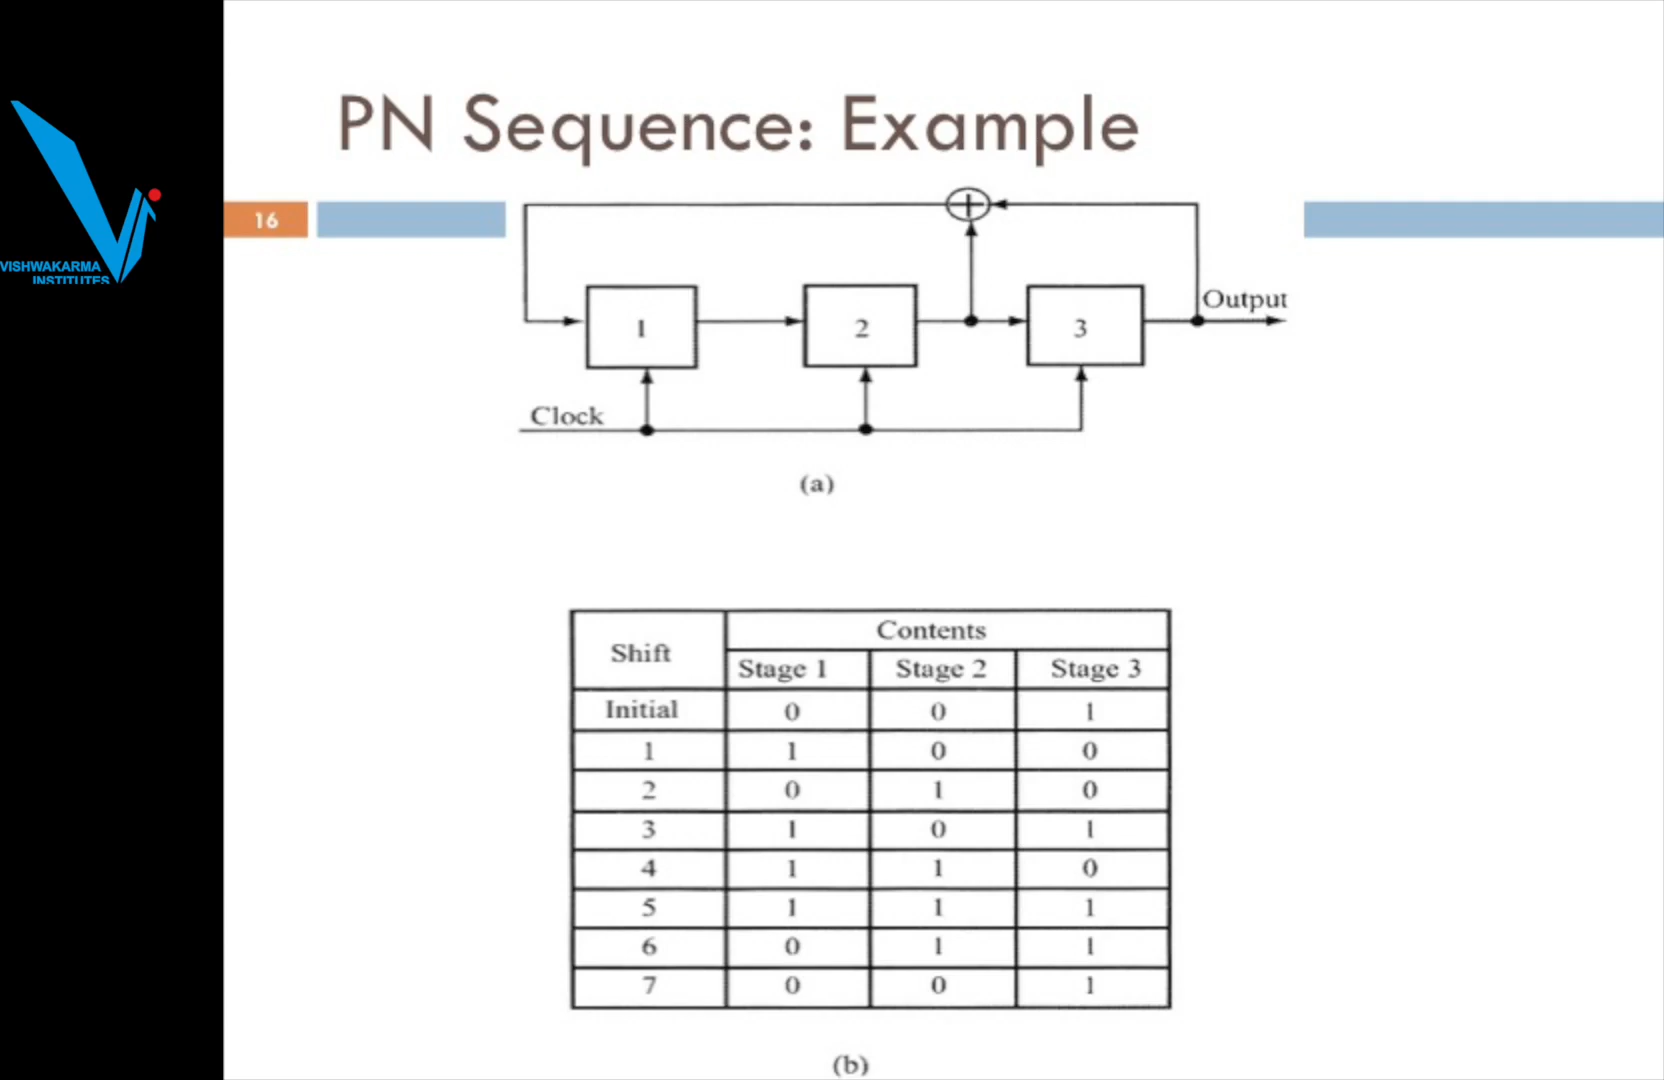 VISHWAKARMA
INSTITUTES
PN Sequence: Example
16
+
1
2
3
Output
Clock
(a)
Shift
Contents
Stage 1 Stage 2 Stage 3
Initial 0 0 1
1 1 0 0
2 0 1 0
3 1 0 1
4 1 1 0
5 1 1 1
6 0 1 1
7 0 0 1
(b)